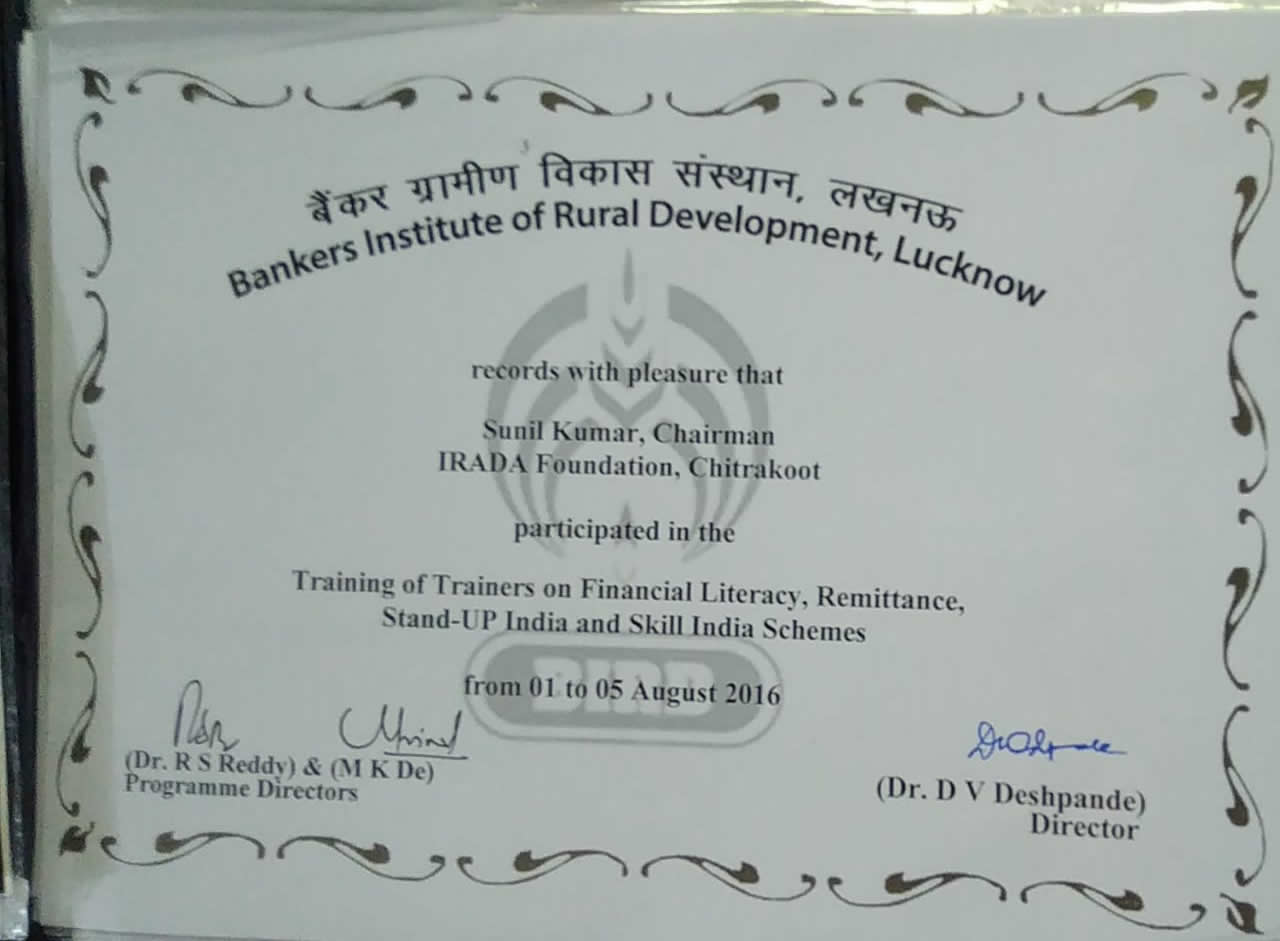 बैंकर ग्रामीण विकास संस्थान, लखनऊ
Bankers Institute of Rural Development, Lucknow
records with pleasure that
Sunil Kumar, Chairman
IRADA Foundation, Chitrakoot
participated in the
Training of Trainers on Financial Literacy, Remittance,
Stand-UP India and Skill India Schemes
BIRD
from 01 to 05 August 2016
(Dr. R S Reddy) & (M K De)
Programme Directors
(Dr. D V Deshpande)
Director